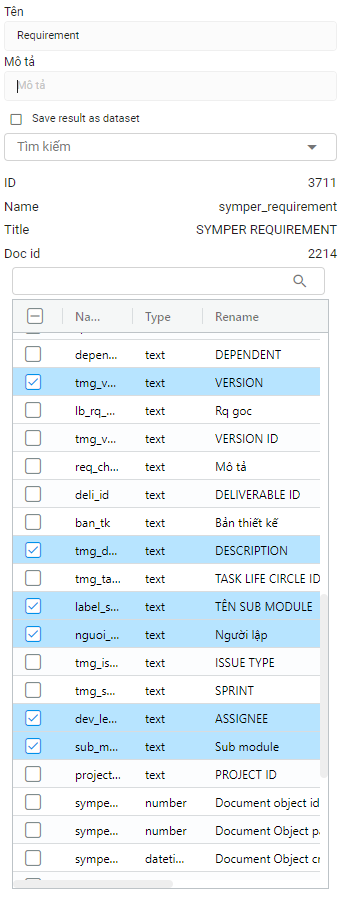 Tên
Requirement
Mô tả
Mô tả
Save result as dataset
Tìm kiếm
ID 3711
Name symper_requirement
Title SYMPER REQUIREMENT
Doc id 2214
Na... Type Rename
depen... text DEPENDENT
tmg_v... text VERSION
lb_rq_... text Rq goc
tmg_v... text VERSION ID
req_ch... text Mô tả
deli_id text DELIVERABLE ID
ban_tk text Bản thiết kế
tmg_d... text DESCRIPTION
tmg_ta... text TASK LIFE CIRCLE ID
label_s... text TÊN SUB MODULE
nguoi_... text Người lập
tmg_is... text ISSUE TYPE
tmg_s... text SPRINT
dev_le... text ASSIGNEE
sub_m... text Sub module
project... text PROJECT ID
sympe... number Document object id
sympe... number Document Object pa
sympe... dateti... Document Object cr